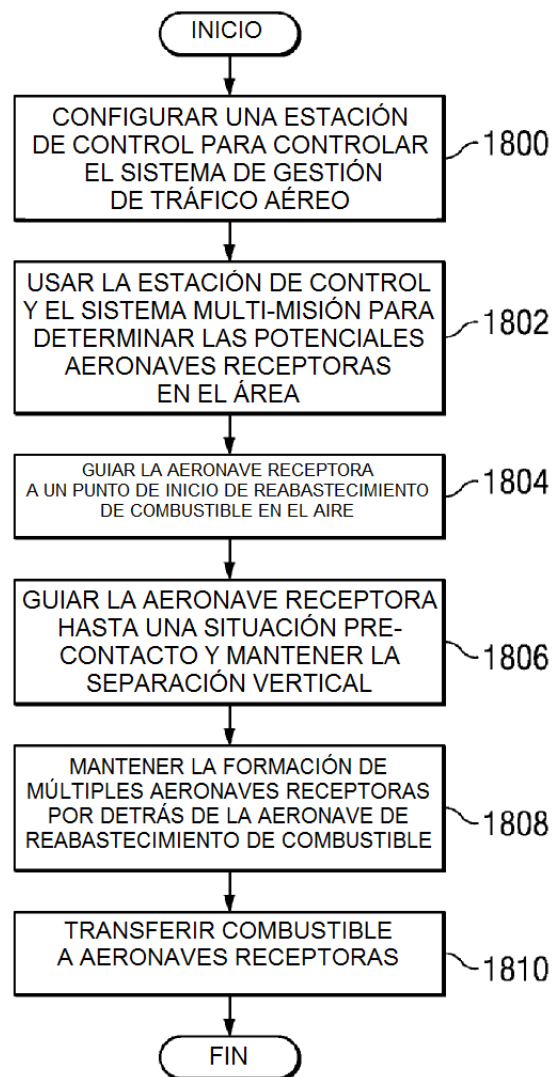 INICIO
CONFIGURAR UNA ESTACIÓN
DE CONTROL PARA CONTROLAR
EL SISTEMA DE GESTIÓN
DE TRÁFICO AÉREO
1800
USAR LA ESTACIÓN DE CONTROL
Y EL SISTEMA MULTI-MISIÓN PARA
DETERMINAR LAS POTENCIALES
AERONAVES RECEPTORAS
EN EL ÁREA
1802
GUIAR LA AERONAVE RECEPTORA
A UN PUNTO DE INICIO DE REABASTECIMIENTO
DE COMBUSTIBLE EN EL AIRE
1804
GUIAR LA AERONAVE RECEPTORA
HASTA UNA SITUACIÓN PRE-
CONTACTO Y MANTENER LA
SEPARACIÓN VERTICAL
1806
MANTENER LA FORMACIÓN DE
MÚLTIPLES AERONAVES RECEPTORAS
POR DETRÁS DE LA AERONAVE DE
REABASTECIMIENTO DE COMBUSTIBLE
1808
TRANSFERIR COMBUSTIBLE
A AERONAVES RECEPTORAS
1810
FIN